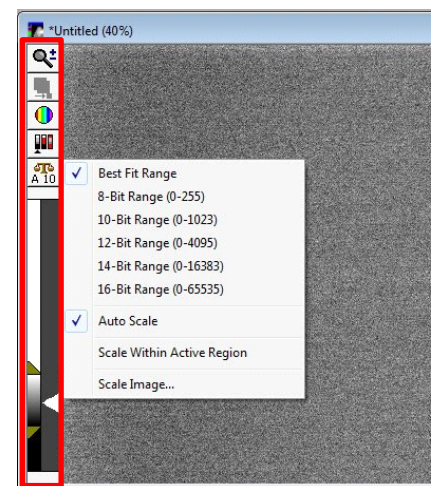 *Untitled (40%)
A 10
Best Fit Range
8-Bit Range (0-255)
10-Bit Range (0-1023)
12-Bit Range (0-4095)
14-Bit Range (0-16383)
16-Bit Range (0-65535)
Auto Scale
Scale Within Active Region
Scale Image...